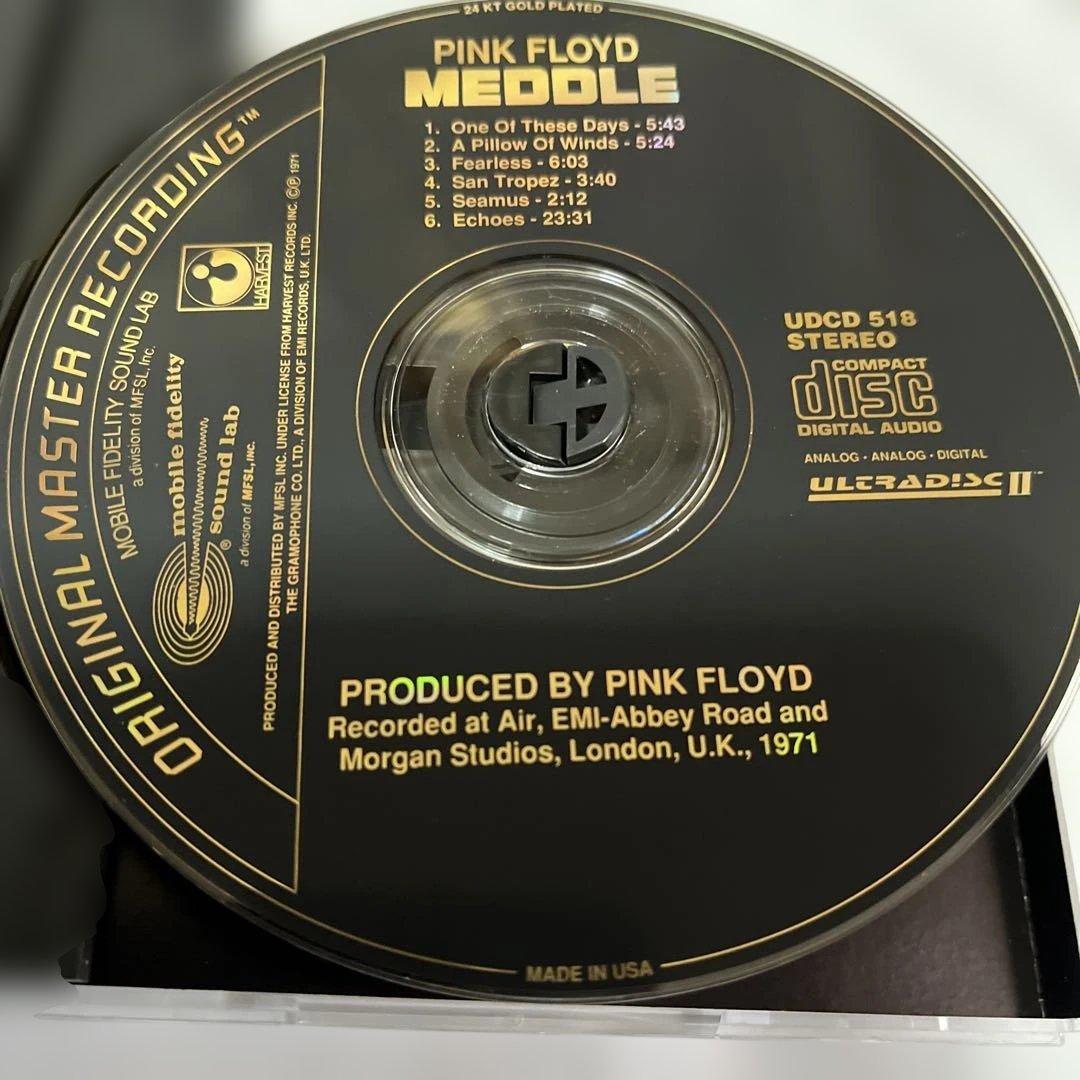 24 KT GOLD PLATED
PINK FLOYD
MEDDLE
1. One Of These Days - 5:43
2. A Pillow Of Winds - 5:24
3. Fearless - 6:03
4. San Tropez - 3:40
5. Seamus - 2:12
6. Echoes - 23:31
ORIGINAL MASTER RECORDING™
MOBILE FIDELITY SOUND LAB
a division of MFSL, Inc.
HARVEST
mobile fidelity
sound lab®
a division of MFSL, INC.
PRODUCED AND DISTRIBUTED BY MFSL INC. UNDER LICENSE FROM HARVEST RECORDS INC. ©℗ 1971
THE GRAMOPHONE CO. LTD., A DIVISION OF EMI RECORDS, U.K. LTD.
UDCD 518
STEREO
COMPACT
disc
DIGITAL AUDIO
ANALOG · ANALOG · DIGITAL
ULTRADISC II™
PRODUCED BY PINK FLOYD
Recorded at Air, EMI-Abbey Road and
Morgan Studios, London, U.K., 1971
MADE IN USA